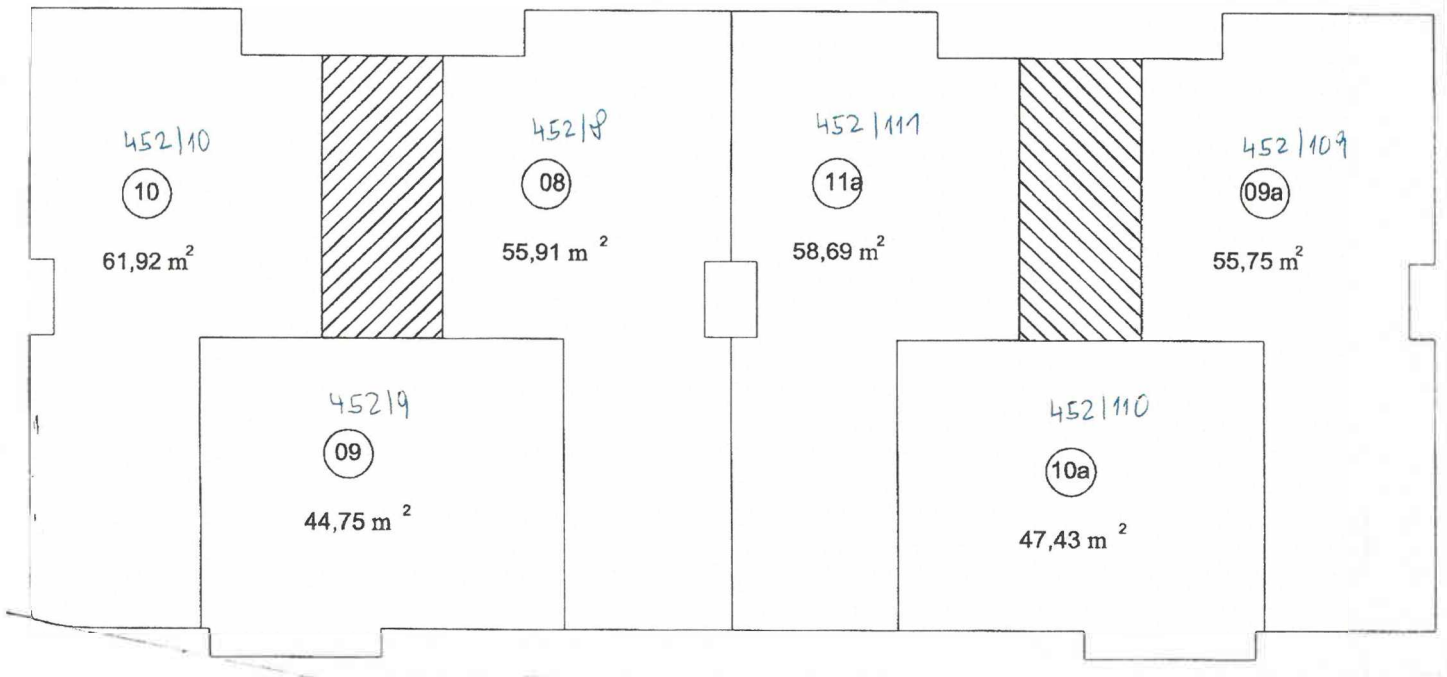 452/10
10
61,92 m²
452/8
08
55,91 m²
452/111
11a
58,69 m²
452/109
09a
55,75 m²
452/9
09
44,75 m²
452/110
10a
47,43 m²